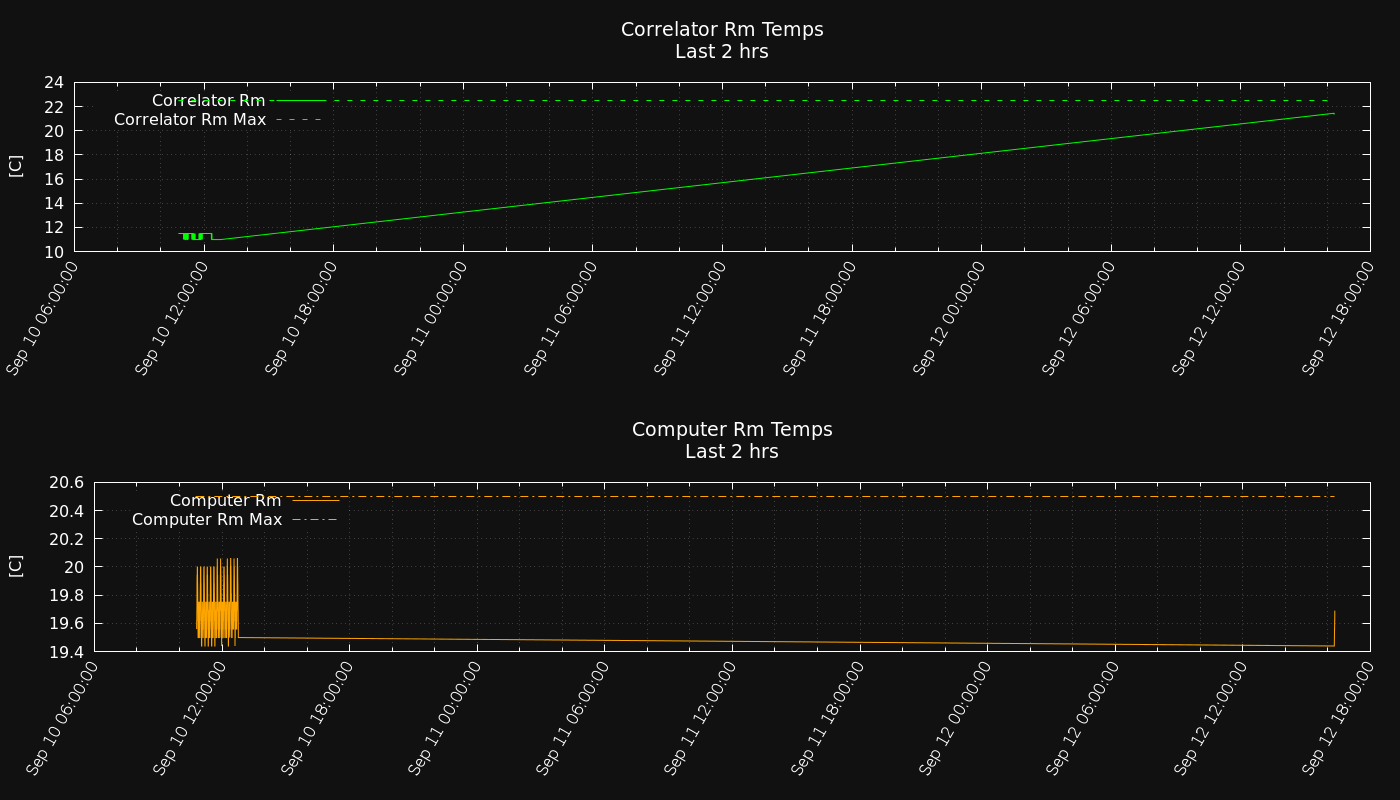 Correlator Rm Temps
Last 2 hrs
24
22
20
18
16
14
12
10
[C]
Correlator Rm
Correlator Rm Max
Sep 10 06:00:00
Sep 10 12:00:00
Sep 10 18:00:00
Sep 11 00:00:00
Sep 11 06:00:00
Sep 11 12:00:00
Sep 11 18:00:00
Sep 12 00:00:00
Sep 12 06:00:00
Sep 12 12:00:00
Sep 12 18:00:00
Computer Rm Temps
Last 2 hrs
20.6
20.4
20.2
20
19.8
19.6
19.4
[C]
Computer Rm
Computer Rm Max
Sep 10 06:00:00
Sep 10 12:00:00
Sep 10 18:00:00
Sep 11 00:00:00
Sep 11 06:00:00
Sep 11 12:00:00
Sep 11 18:00:00
Sep 12 00:00:00
Sep 12 06:00:00
Sep 12 12:00:00
Sep 12 18:00:00